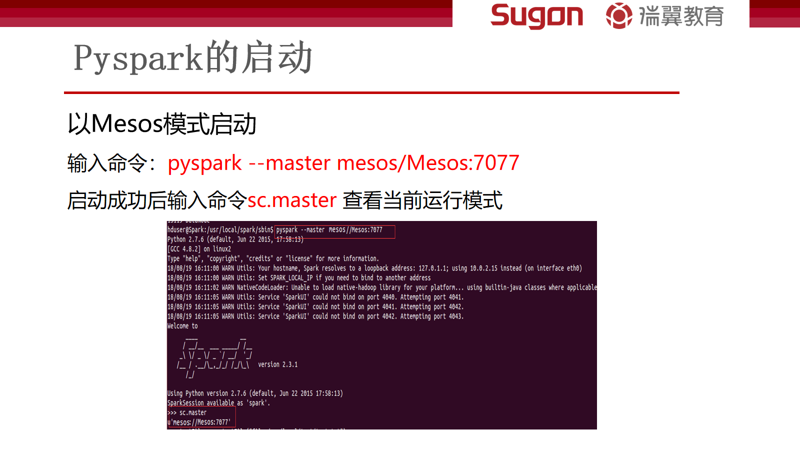 Sugon 瑞翼教育
Pyspark的启动
以Mesos模式启动
输入命令：pyspark --master mesos/Mesos:7077
启动成功后输入命令sc.master 查看当前运行模式
hduser@Spark:/usr/local/spark/sbin$ pyspark --master mesos//Mesos:7077
Python 2.7.6 (default, Jun 22 2015, 17:58:13)
[GCC 4.8.2] on linux2
Type "help", "copyright", "credits" or "license" for more information.
18/08/19 16:11:00 WARN Utils: Your hostname, Spark resolves to a loopback address: 127.0.1.1; using 10.0.2.15 instead (on interface eth0)
18/08/19 16:11:00 WARN Utils: Set SPARK_LOCAL_IP if you need to bind to another address
18/08/19 16:11:02 WARN NativeCodeLoader: Unable to load native-hadoop library for your platform... using builtin-java classes where applicable
18/08/19 16:11:05 WARN Utils: Service 'SparkUI' could not bind on port 4040. Attempting port 4041.
18/08/19 16:11:05 WARN Utils: Service 'SparkUI' could not bind on port 4041. Attempting port 4042.
18/08/19 16:11:05 WARN Utils: Service 'SparkUI' could not bind on port 4042. Attempting port 4043.
Welcome to
version 2.3.1
Using Python version 2.7.6 (default, Jun 22 2015 17:58:13)
SparkSession available as 'spark'.
>>> sc.master
u'mesos://Mesos:7077'